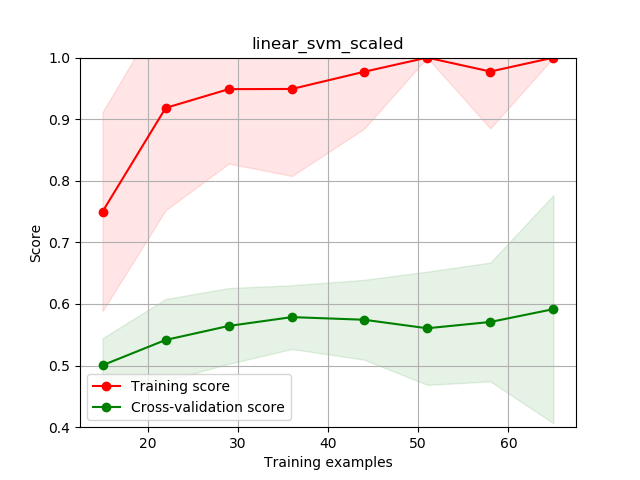 linear_svm_scaled
1.0
0.9
0.8
0.7
0.6
0.5
0.4
Score
Training score
Cross-validation score
20 30 40 50 60
Training examples